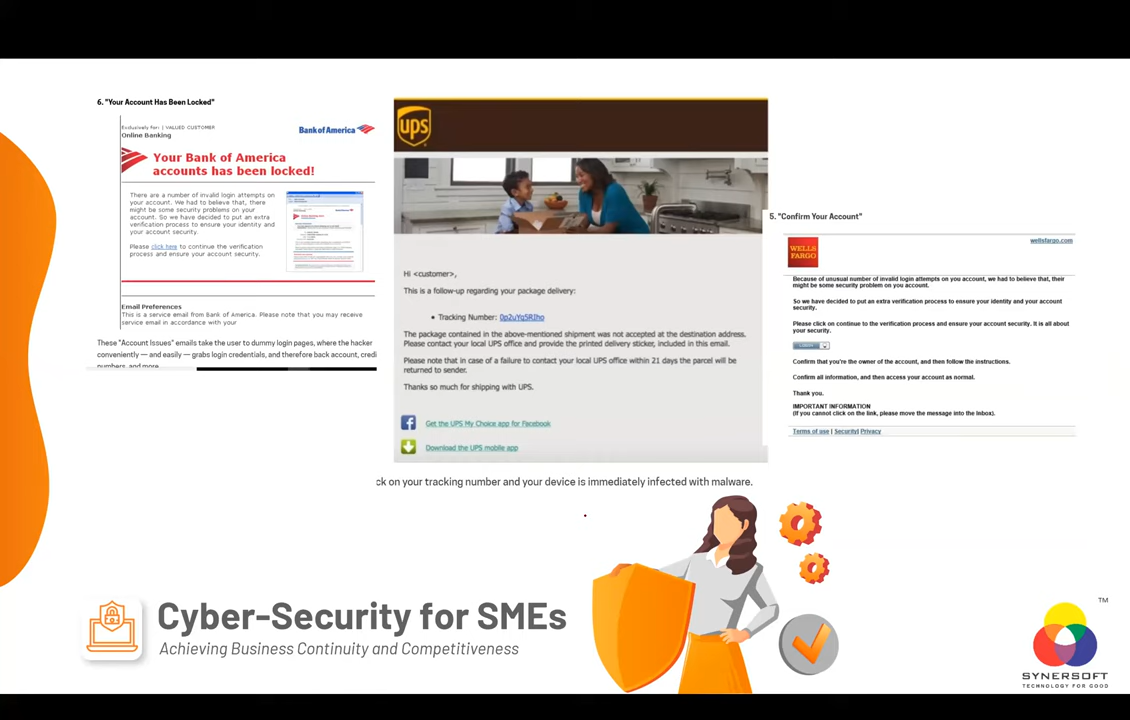 6. "Your Account Has Been Locked"
Exclusively For: | VALUED CUSTOMER
Online Banking
Bank of America
Your Bank of America
accounts has been locked!
There are a number of invalid login attempts on
your account. We had to believe that, there
might be some security problems on your
account. So we have decided to put an extra
verification process to ensure your identity and
your account security.
Please click here to continue the verification
process and ensure your account security.
Email Preferences
This is a service email from Bank of America. Please note that you may receive
service email in accordance with your
These "Account Issues" emails take the user to dummy login pages, where the hacker
conveniently — and easily — grabs login credentials, and therefore back account, credi
numbers, and more.
ups
Hi <customer>,
This is a follow-up regarding your package delivery:
• Tracking Number: 0p2uYq5RIho
The package contained in the above-mentioned shipment was not accepted at the destination address.
Please contact your local UPS office and provide the printed delivery sticker, included in this email.
Please note that in case of a failure to contact your local UPS office within 21 days the parcel will be
returned to sender.
Thanks so much for shipping with UPS.
Get the UPS My Choice app for Facebook
Download the UPS mobile app
ck on your tracking number and your device is immediately infected with malware.
5. "Confirm Your Account"
WELLS
FARGO
wellsfargo.com
Because of unusual number of invalid login attempts on you account, we had to believe that, their
might be some security problem on you account.
So we have decided to put an extra verification process to ensure your identity and your account
security.
Please click on continue to the verification process and ensure your account security. It is all about
your security.
Confirm that you're the owner of the account, and then follow the instructions.
Confirm all information, and then access your account as normal.
Thank you.
IMPORTANT INFORMATION
(If you cannot click on the link, please move the message into the Inbox).
Terms of use | Security| Privacy
Cyber-Security for SMEs
Achieving Business Continuity and Competitiveness
TM
SYNERSOFT
TECHNOLOGY FOR GOOD